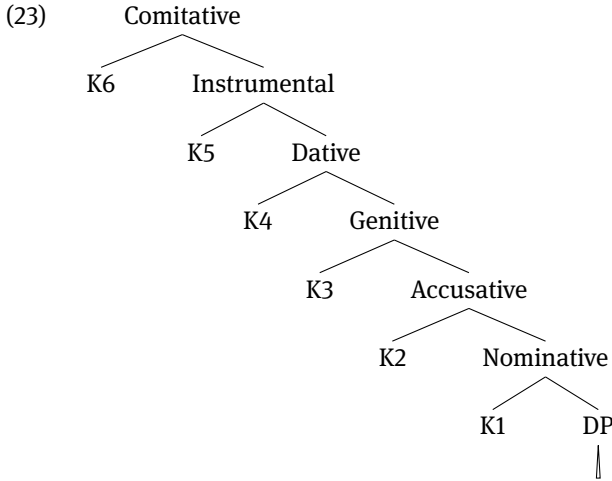 (23) Comitative
K6 Instrumental
K5 Dative
K4 Genitive
K3 Accusative
K2 Nominative
K1 DP